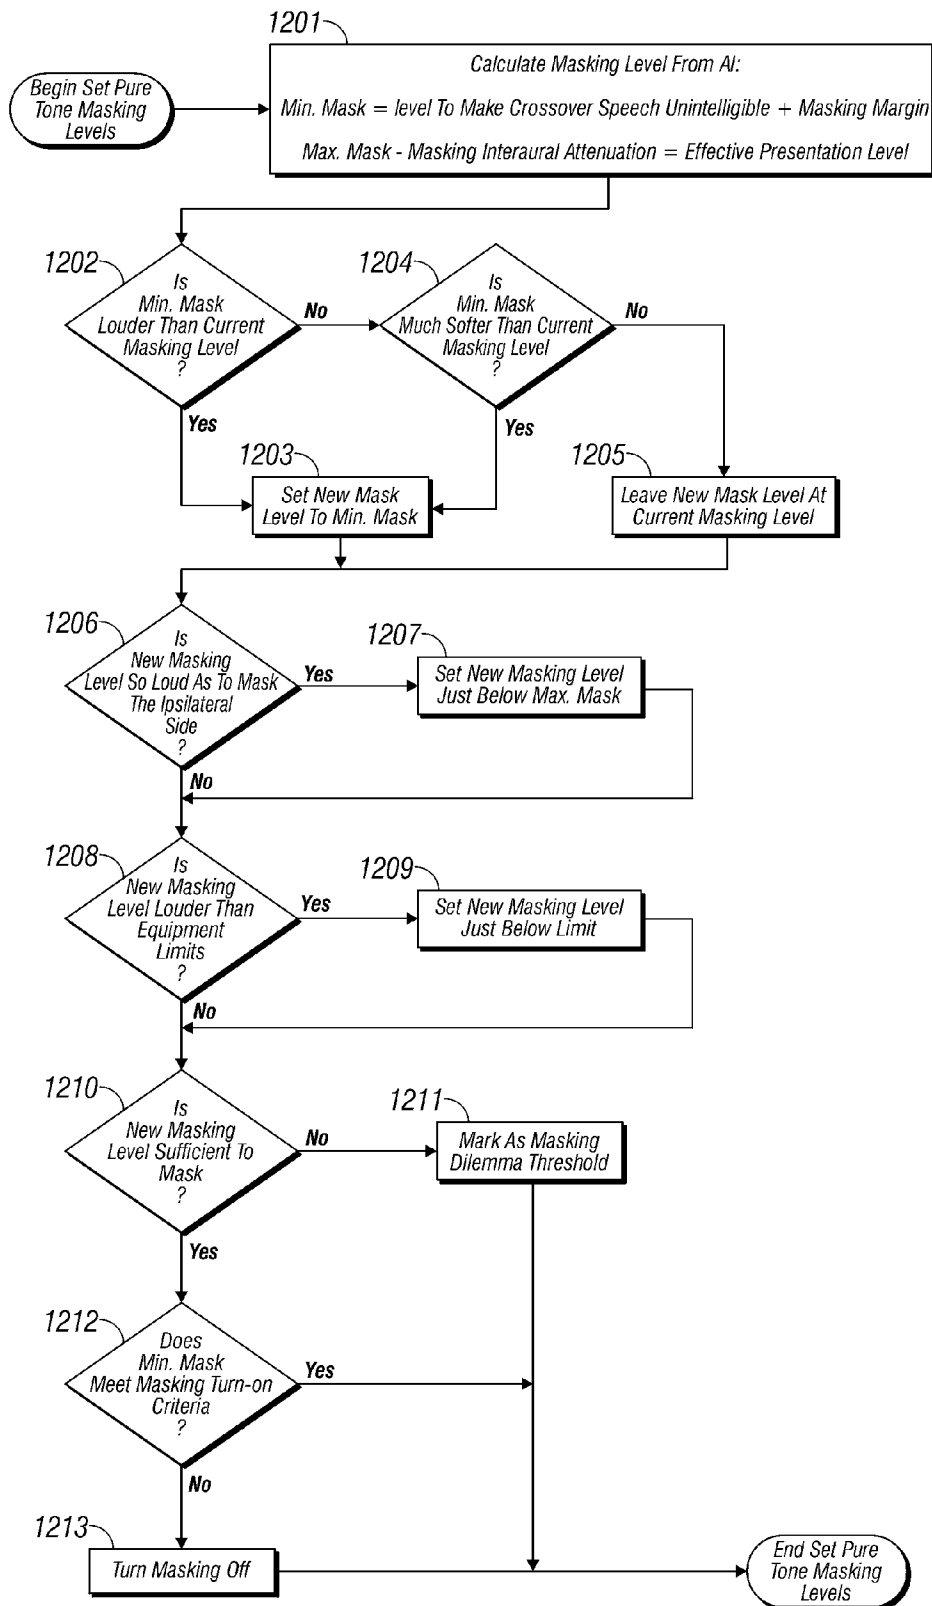 1201
Begin Set Pure
Tone Masking
Levels
Calculate Masking Level From AI:
Min. Mask = level To Make Crossover Speech Unintelligible + Masking Margin
Max. Mask - Masking Interaural Attenuation = Effective Presentation Level
1202
Is
Min. Mask
Louder Than Current
Masking Level
?
No
Yes
1204
Is
Min. Mask
Much Softer Than Current
Masking Level
?
No
Yes
1203
Set New Mask
Level To Min. Mask
1205
Leave New Mask Level At
Current Masking Level
1206
Is
New Masking
Level So Loud As To Mask
The Ipsilateral
Side
?
Yes
No
1207
Set New Masking Level
Just Below Max. Mask
1208
Is
New Masking
Level Louder Than
Equipment
Limits
?
Yes
No
1209
Set New Masking Level
Just Below Limit
1210
Is
New Masking
Level Sufficient To
Mask
?
No
Yes
1211
Mark As Masking
Dilemma Threshold
1212
Does
Min. Mask
Meet Masking Turn-on
Criteria
?
Yes
No
1213
Turn Masking Off
End Set Pure
Tone Masking
Levels